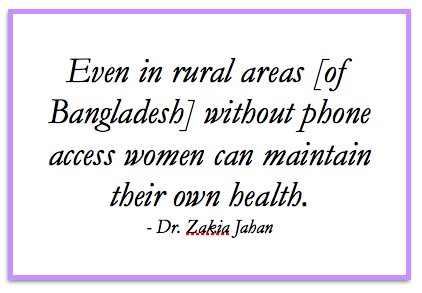 Even in rural areas [of
Bangladesh] without phone
access women can maintain
their own health.
- Dr. Zakia Jahan